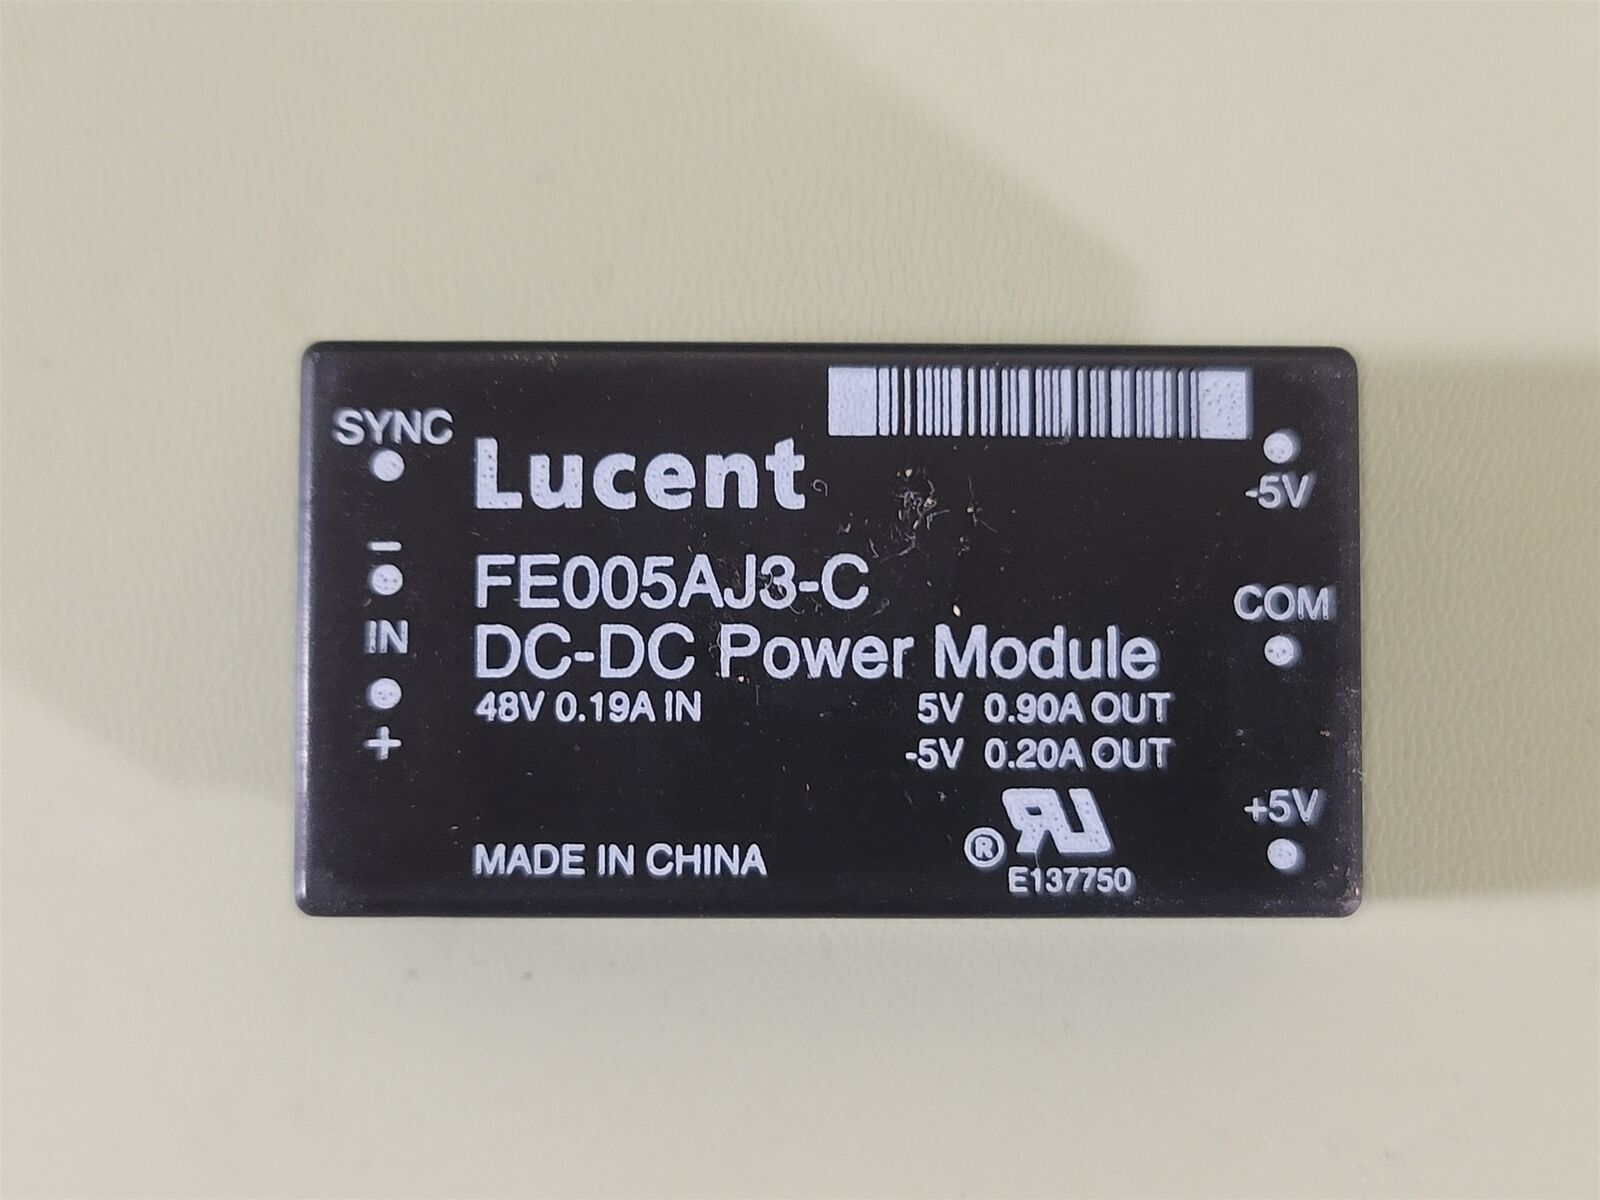 SYNC
Lucent
-5V
–
FE005AJ3-C
COM
IN
DC-DC Power Module
48V 0.19A IN
5V 0.90A OUT
+
-5V 0.20A OUT
+5V
MADE IN CHINA
® UR
E137750